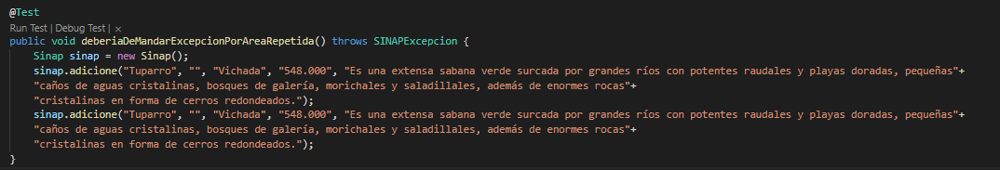 @Test
Run Test | Debug Test | ×
public void deberiaDeMandarExcepcionPorAreaRepetida() throws SINAPExcepcion {
Sinap sinap = new Sinap();
sinap.adicione("Tuparro", "", "Vichada", "548.000", "Es una extensa sabana verde surcada por grandes ríos con potentes raudales y playas doradas, pequeñas"+
"caños de aguas cristalinas, bosques de galería, morichales y saladillales, además de enormes rocas"+
"cristalinas en forma de cerros redondeados.");
sinap.adicione("Tuparro", "", "Vichada", "548.000", "Es una extensa sabana verde surcada por grandes ríos con potentes raudales y playas doradas, pequeñas"+
"caños de aguas cristalinas, bosques de galería, morichales y saladillales, además de enormes rocas"+
"cristalinas en forma de cerros redondeados.");
}